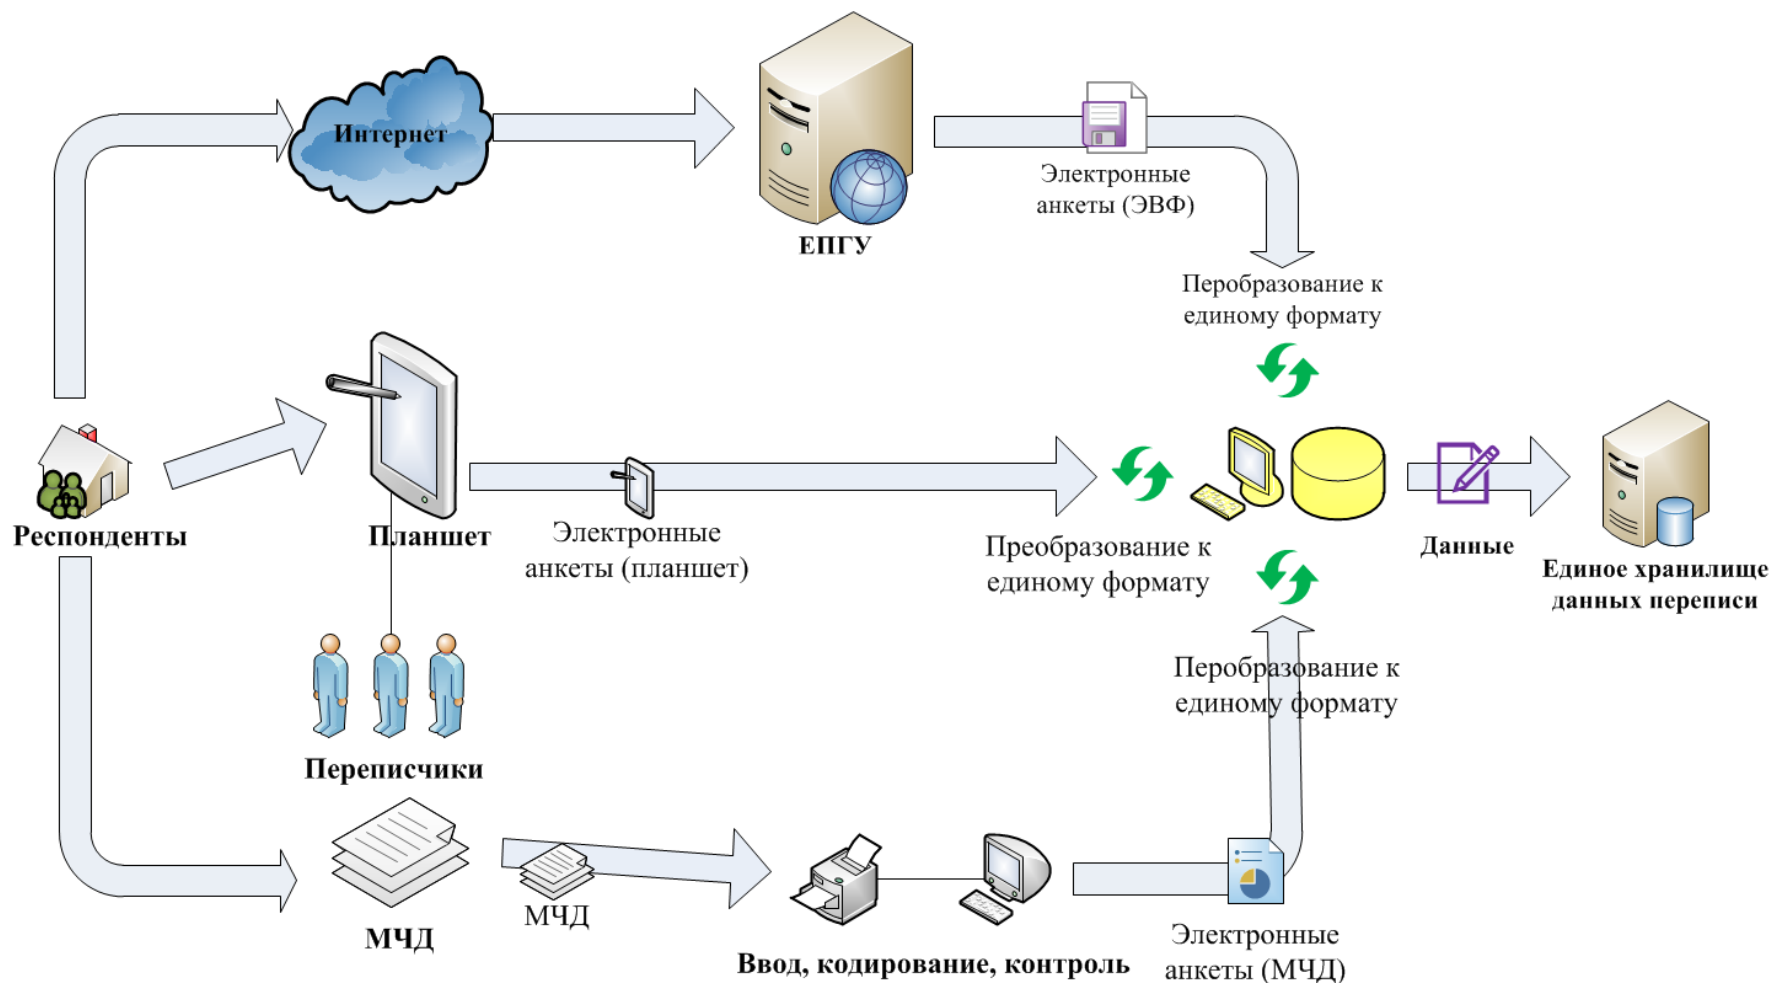 Интернет
ЕПГУ
Электронные
анкеты (ЭВФ)
Перобразование к
единому формату
Респонденты
Планшет
Электронные
анкеты (планшет)
Преобразование к
единому формату
Данные
Единое хранилище
данных переписи
Перобразование к
единому формату
Переписчики
МЧД
МЧД
Ввод, кодирование, контроль
Электронные
анкеты (МЧД)